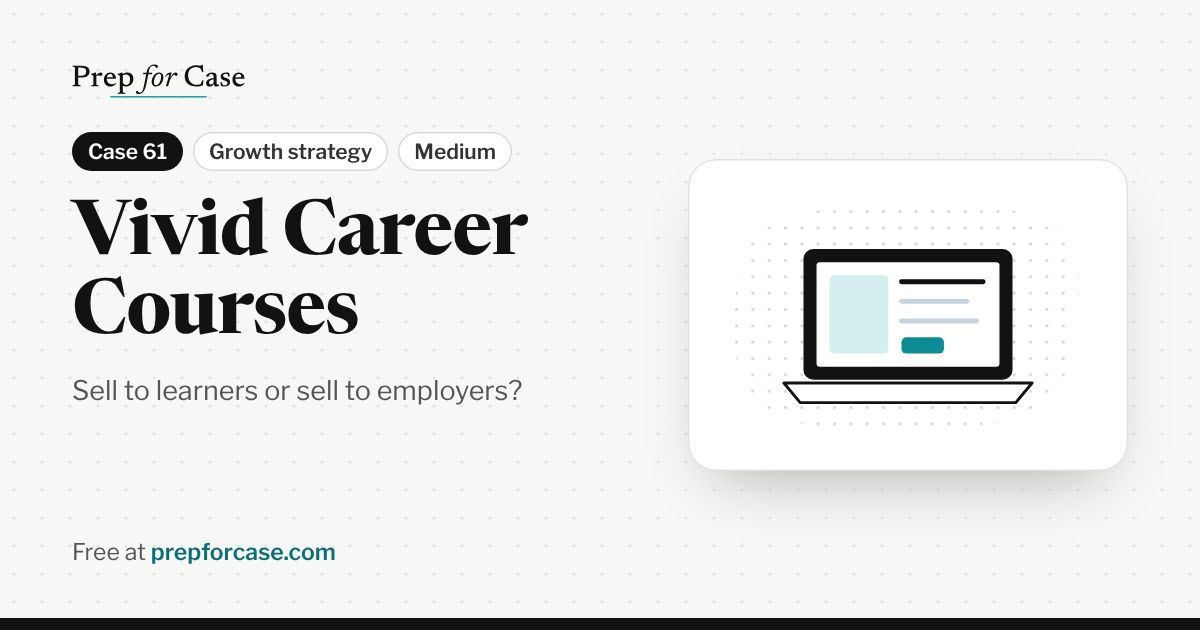 Prep for Case
Case 61 Growth strategy Medium
Vivid Career
Courses
Sell to learners or sell to employers?
Free at prepforcase.com